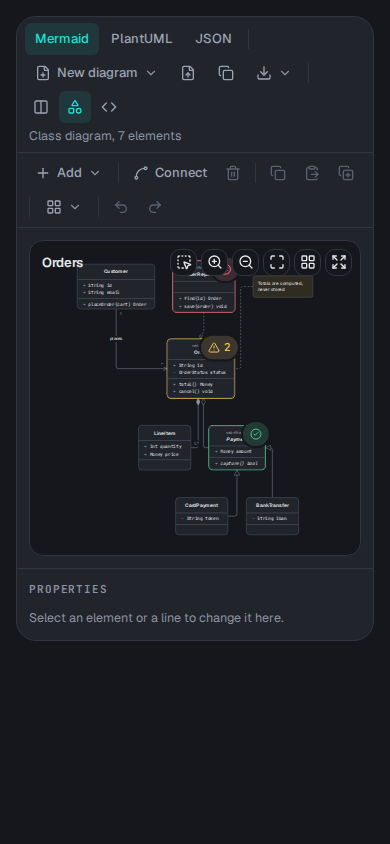 Mermaid PlantUML JSON
New diagram
Class diagram, 7 elements
Add Connect
Orders
Customer
+ String id
+ String email
+ placeOrder(cart) Order
+ find(id) Order
+ save(order) void
Totals are computed,
never stored
places
2
+ String id
- OrderStatus status
+ total() Money
+ cancel() void
LineItem
+ Int quantity
+ Money price
+ Money amount
+ capture() bool
CardPayment
- String token
BankTransfer
- String iban
PROPERTIES
Select an element or a line to change it here.